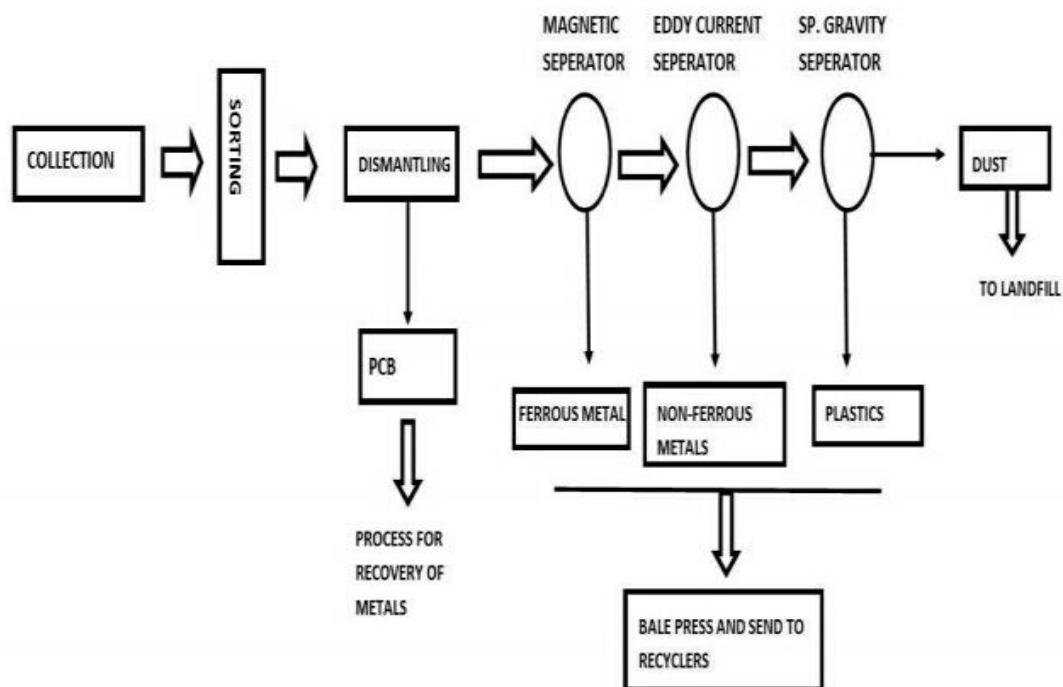 MAGNETIC
SEPERATOR
EDDY CURRENT
SEPERATOR
SP. GRAVITY
SEPERATOR
COLLECTION
SORTING
DISMANTLING
DUST
TO LANDFILL
PCB
FERROUS METAL
NON-FERROUS
METALS
PLASTICS
PROCESS FOR
RECOVERY OF
METALS
BALE PRESS AND SEND TO
RECYCLERS